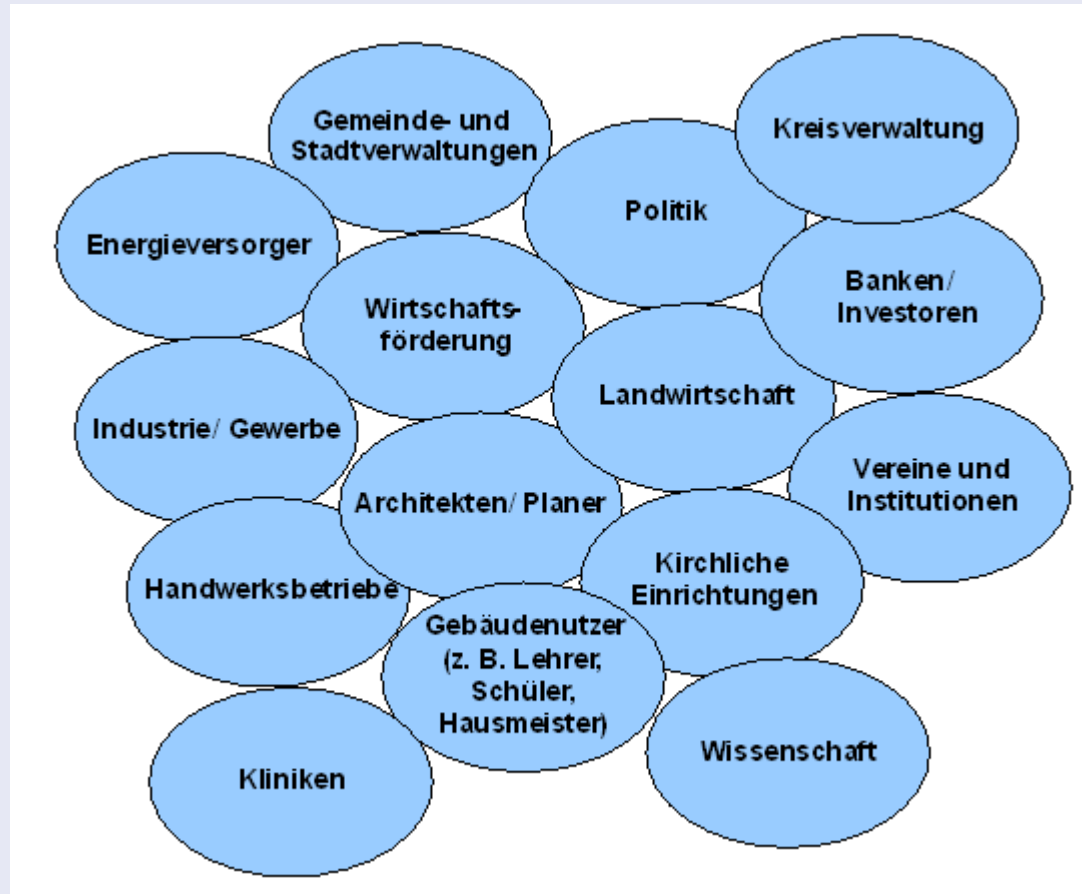 Gemeinde- und
Stadtverwaltungen
Kreisverwaltung
Politik
Energieversorger
Banken/
Investoren
Wirtschafts-
förderung
Landwirtschaft
Industrie/ Gewerbe
Vereine und
Institutionen
Architekten/ Planer
Kirchliche
Einrichtungen
Handwerksbetriebe
Gebäudenutzer
(z. B. Lehrer,
Schüler,
Hausmeister)
Wissenschaft
Kliniken